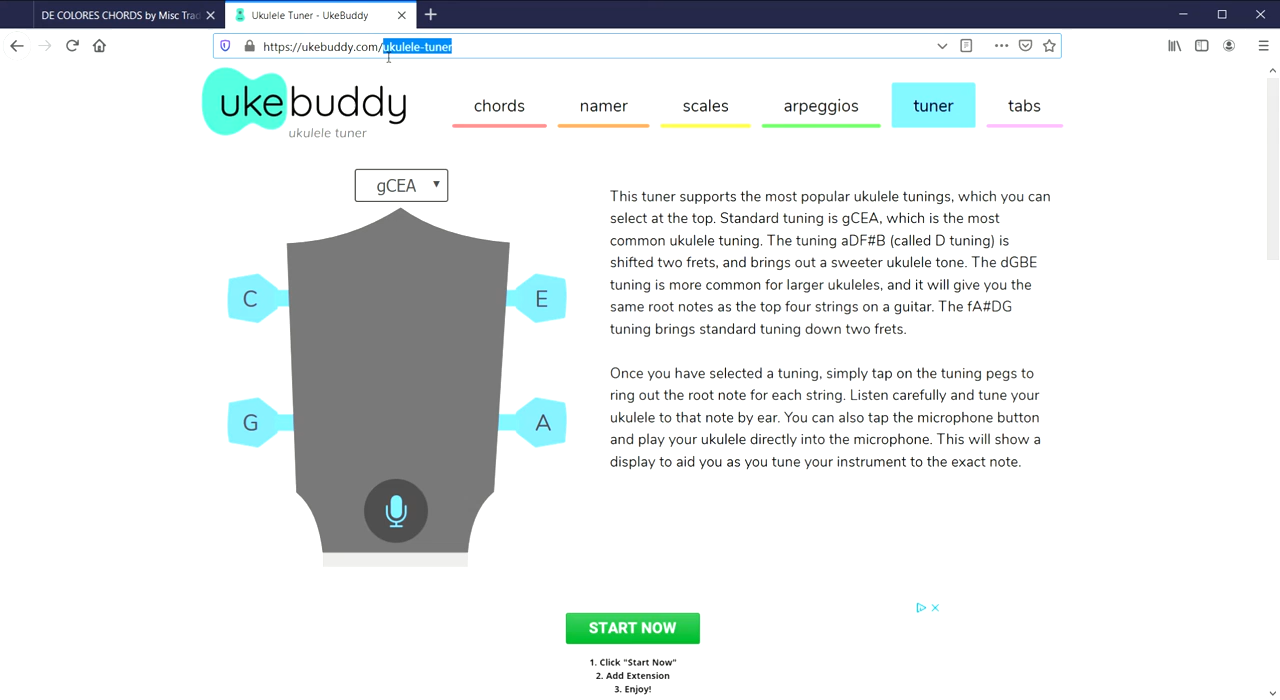 DE COLORES CHORDS by Misc Trad
Ukulele Tuner - UkeBuddy
https://ukebuddy.com/ukulele-tuner
ukebuddy
ukulele tuner
chords
namer
scales
arpeggios
tuner
tabs
gCEA
C
E
G
A
This tuner supports the most popular ukulele tunings, which you can
select at the top. Standard tuning is gCEA, which is the most
common ukulele tuning. The tuning aDF#B (called D tuning) is
shifted two frets, and brings out a sweeter ukulele tone. The dGBE
tuning is more common for larger ukuleles, and it will give you the
same root notes as the top four strings on a guitar. The fA#DG
tuning brings standard tuning down two frets.
Once you have selected a tuning, simply tap on the tuning pegs to
ring out the root note for each string. Listen carefully and tune your
ukulele to that note by ear. You can also tap the microphone button
and play your ukulele directly into the microphone. This will show a
display to aid you as you tune your instrument to the exact note.
START NOW
1. Click "Start Now"
2. Add Extension
3. Enjoy!